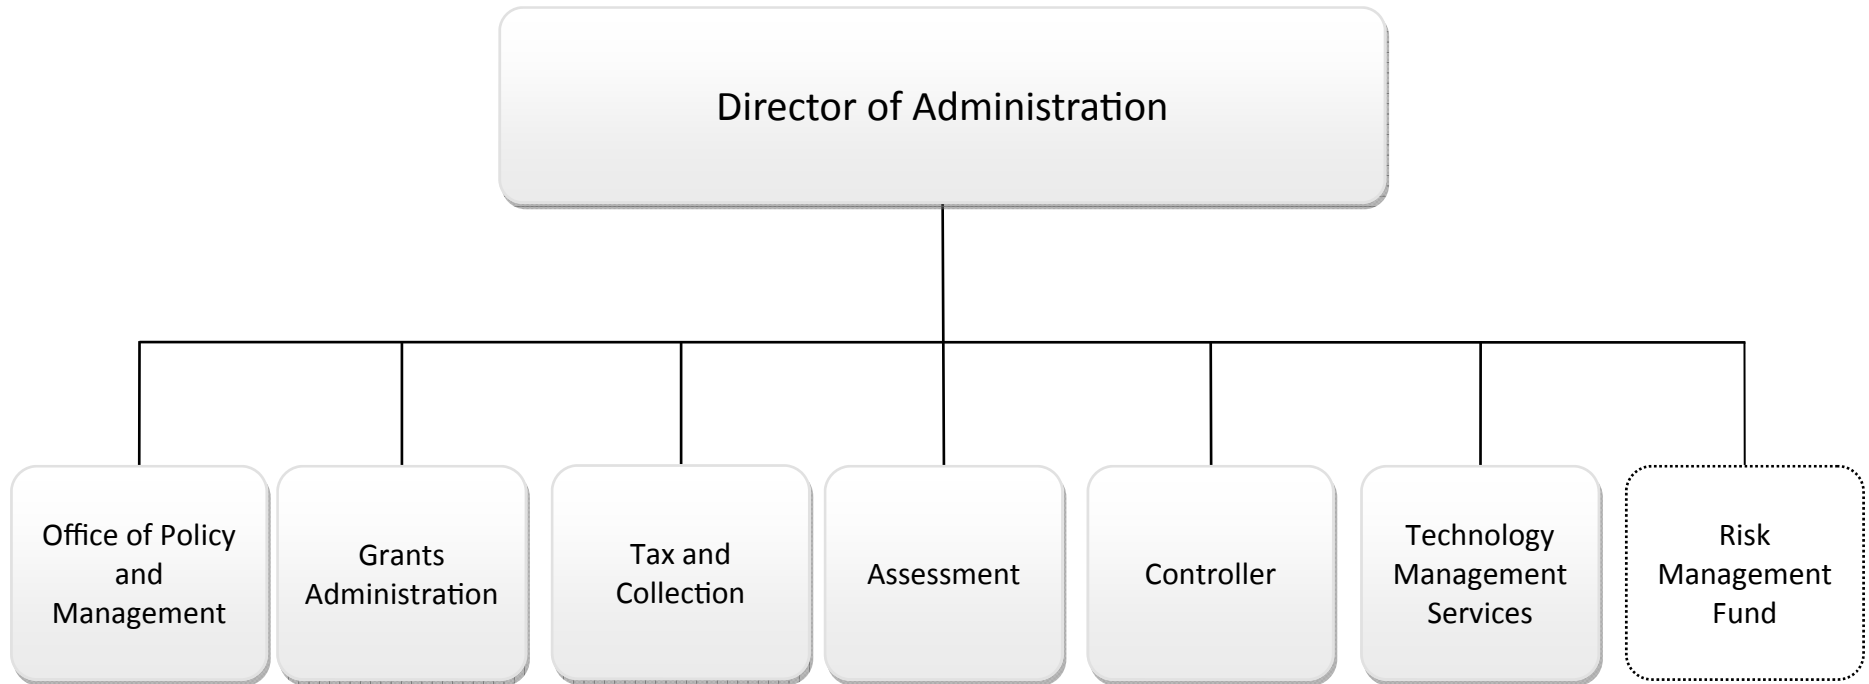 Director of Administration
Office of Policy
and
Management
Grants
Administration
Tax and
Collection
Assessment
Controller
Technology
Management
Services
Risk
Management
Fund